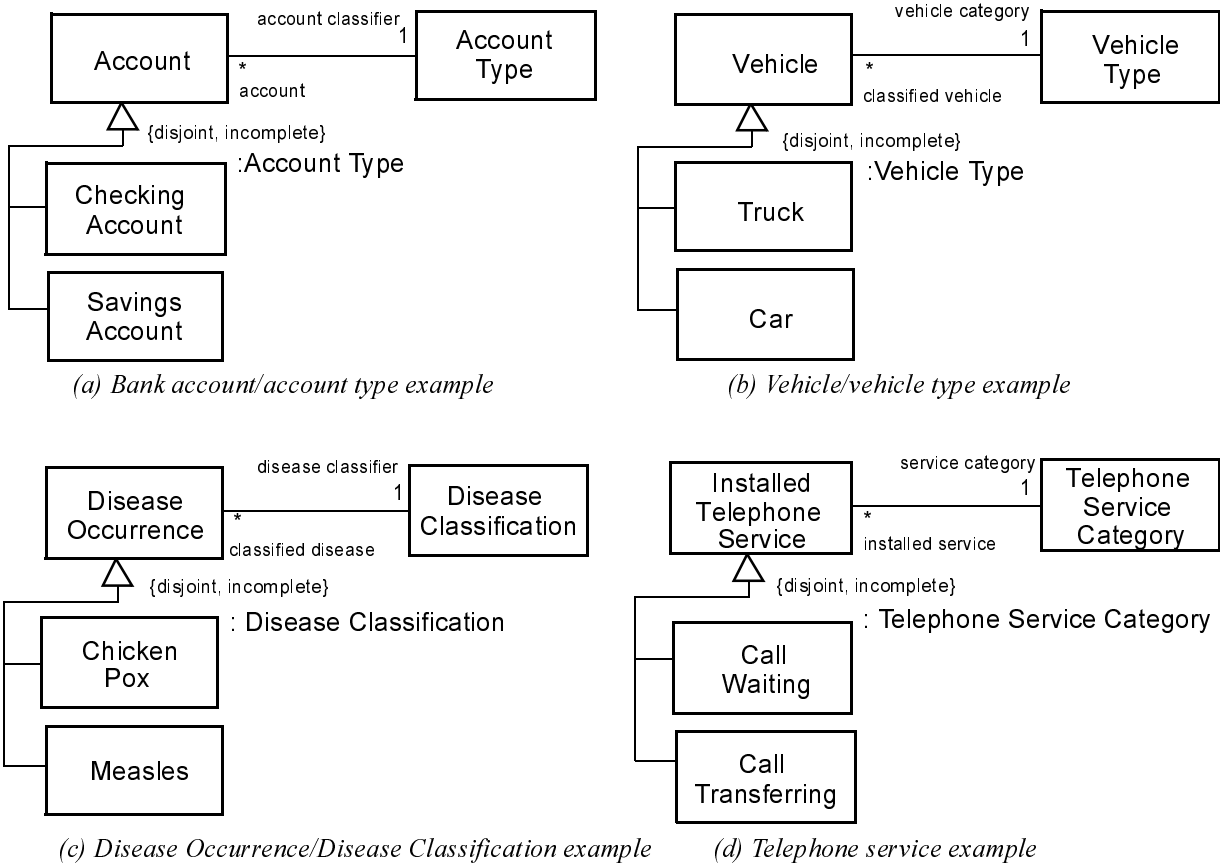 Account
account classifier
1
*
account
Account
Type
{disjoint, incomplete}
:Account Type
Checking
Account
Savings
Account
(a) Bank account/account type example
Vehicle
vehicle category
1
*
classified vehicle
Vehicle
Type
{disjoint, incomplete}
:Vehicle Type
Truck
Car
(b) Vehicle/vehicle type example
Disease
Occurrence
disease classifier
1
*
classified disease
Disease
Classification
{disjoint, incomplete}
: Disease Classification
Chicken
Pox
Measles
(c) Disease Occurrence/Disease Classification example
Installed
Telephone
Service
service category
1
*
installed service
Telephone
Service
Category
{disjoint, incomplete}
: Telephone Service Category
Call
Waiting
Call
Transferring
(d) Telephone service example